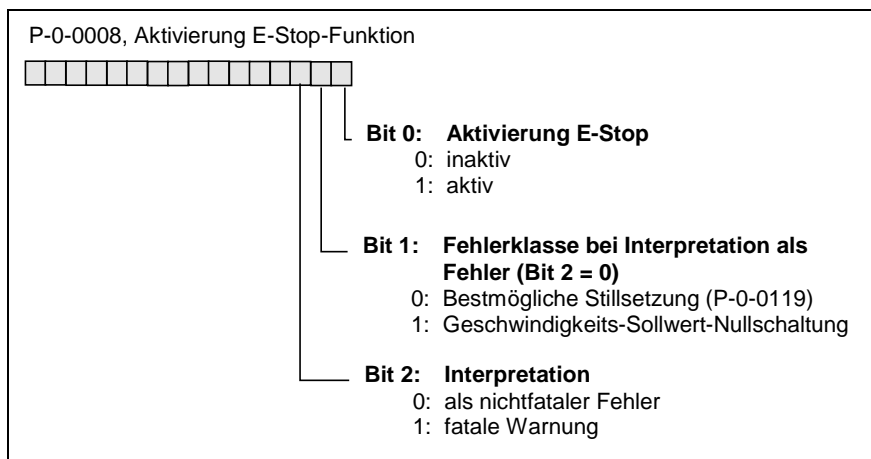 P-0-0008, Aktivierung E-Stop-Funktion
Bit 0: Aktivierung E-Stop
0: inaktiv
1: aktiv
Bit 1: Fehlerklasse bei Interpretation als
Fehler (Bit 2 = 0)
0: Bestmögliche Stillsetzung (P-0-0119)
1: Geschwindigkeits-Sollwert-Nullschaltung
Bit 2: Interpretation
0: als nichtfataler Fehler
1: fatale Warnung